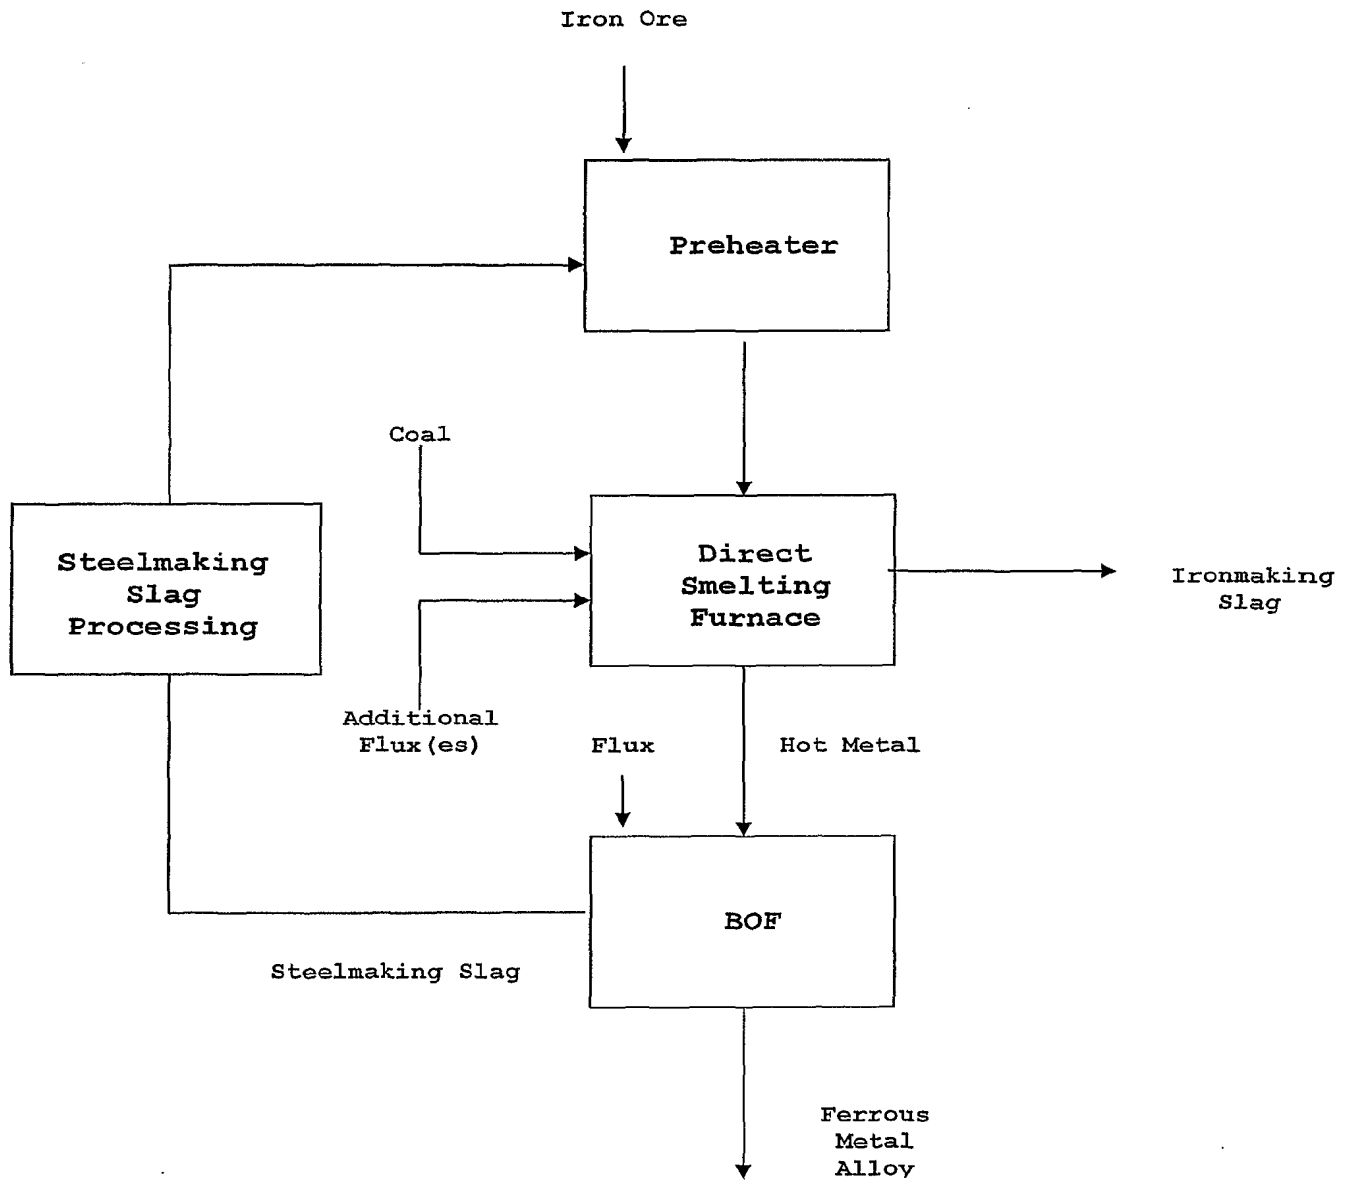 Iron Ore
Preheater
Coal
Steelmaking
Slag
Processing
Direct
Smelting
Furnace
Ironmaking
Slag
Additional
Flux(es)
Flux
Hot Metal
BOF
Steelmaking Slag
Ferrous
Metal
Alloy